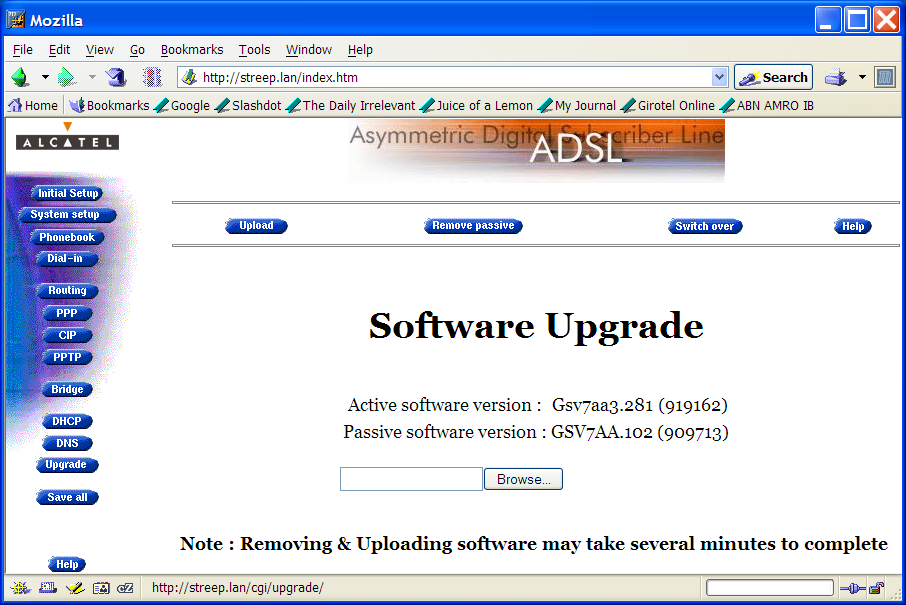 Mozilla
File Edit View Go Bookmarks Tools Window Help
http://streep.lan/index.htm Search
Home Bookmarks Google Slashdot The Daily Irrelevant Juice of a Lemon My Journal Girotel Online ABN AMRO IB
ALCATEL
Asymmetric Digital Subscriber Line
ADSL
Initial Setup
System setup
Phonebook
Dial-in
Routing
PPP
CIP
PPTP
Bridge
DHCP
DNS
Upgrade
Save all
Help
Upload Remove passive Switch over Help
Software Upgrade
Active software version : Gsv7aa3.281 (919162)
Passive software version : GSV7AA.102 (909713)
Browse...
Note : Removing & Uploading software may take several minutes to complete
http://streep.lan/cgi/upgrade/